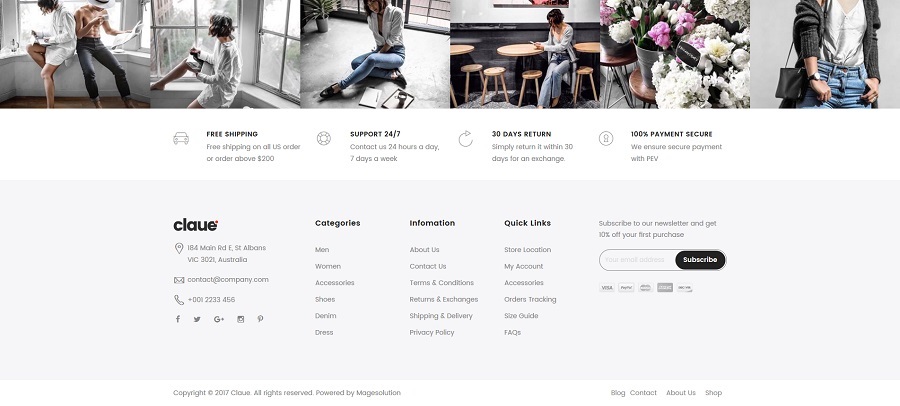 FREE SHIPPING
Free shipping on all US order
or order above $200
SUPPORT 24/7
Contact us 24 hours a day,
7 days a week
30 DAYS RETURN
Simply return it within 30
days for an exchange.
100% PAYMENT SECURE
We ensure secure payment
with PEV
claue
184 Main Rd E, St Albans
VIC 3021, Australia
contact@company.com
+001 2233 456
Categories
Men
Women
Accessories
Shoes
Denim
Dress
Infomation
About Us
Contact Us
Terms & Conditions
Returns & Exchanges
Shipping & Delivery
Privacy Policy
Quick Links
Store Location
My Account
Accessories
Orders Tracking
Size Guide
FAQs
Subscribe to our newsletter and get
10% off your first purchase
Your email address
Subscribe
VISA
PayPal
Copyright © 2017 Claue. All rights reserved. Powered by Magesolution
Blog Contact About Us Shop